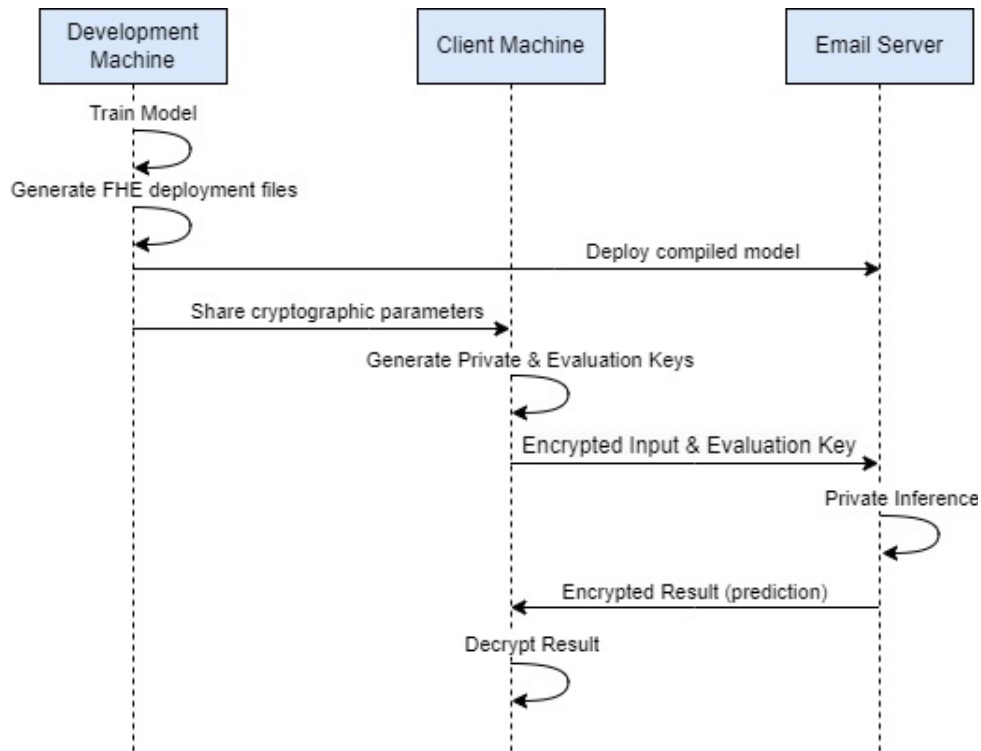 Development
Machine
Client Machine
Email Server
Train Model
Generate FHE deployment files
Deploy compiled model
Share cryptographic parameters
Generate Private & Evaluation Keys
Encrypted Input & Evaluation Key
Private Inference
Encrypted Result (prediction)
Decrypt Result